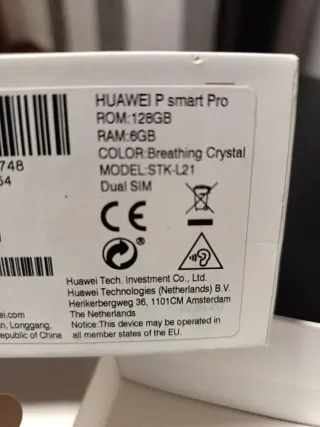 HUAWEI P smart Pro
ROM:128GB
RAM:6GB
COLOR:Breathing Crystal
MODEL:STK-L21
Dual SIM
748
54
CE
Huawei Tech. Investment Co., Ltd.
Huawei Technologies (Netherlands) B.V.
Herikerbergweg 36, 1101CM Amsterdam
The Netherlands
Notice:This device may be operated in
all member states of the EU.
ei.com
n, Longgang,
epublic of China